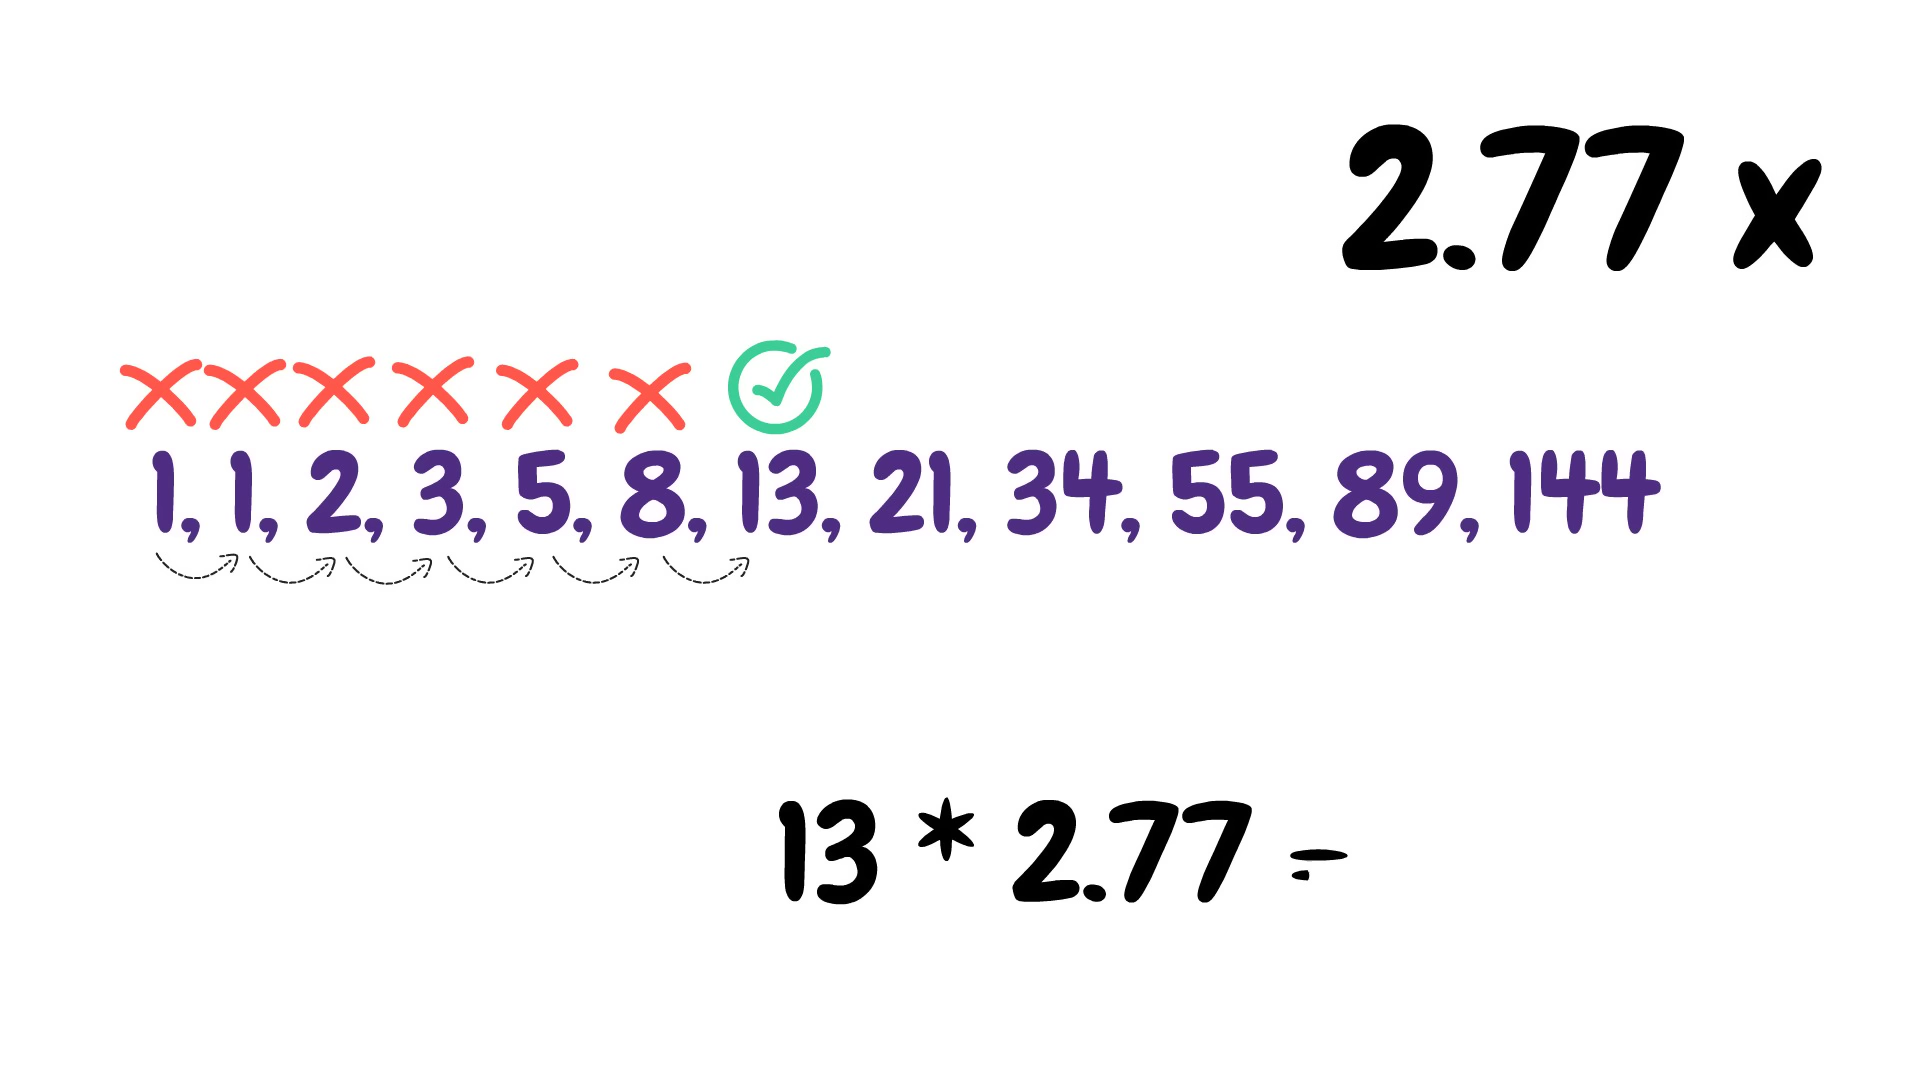 2.77 x
1, 1, 2, 3, 5, 8, 13, 21, 34, 55, 89, 144
13 * 2.77 =